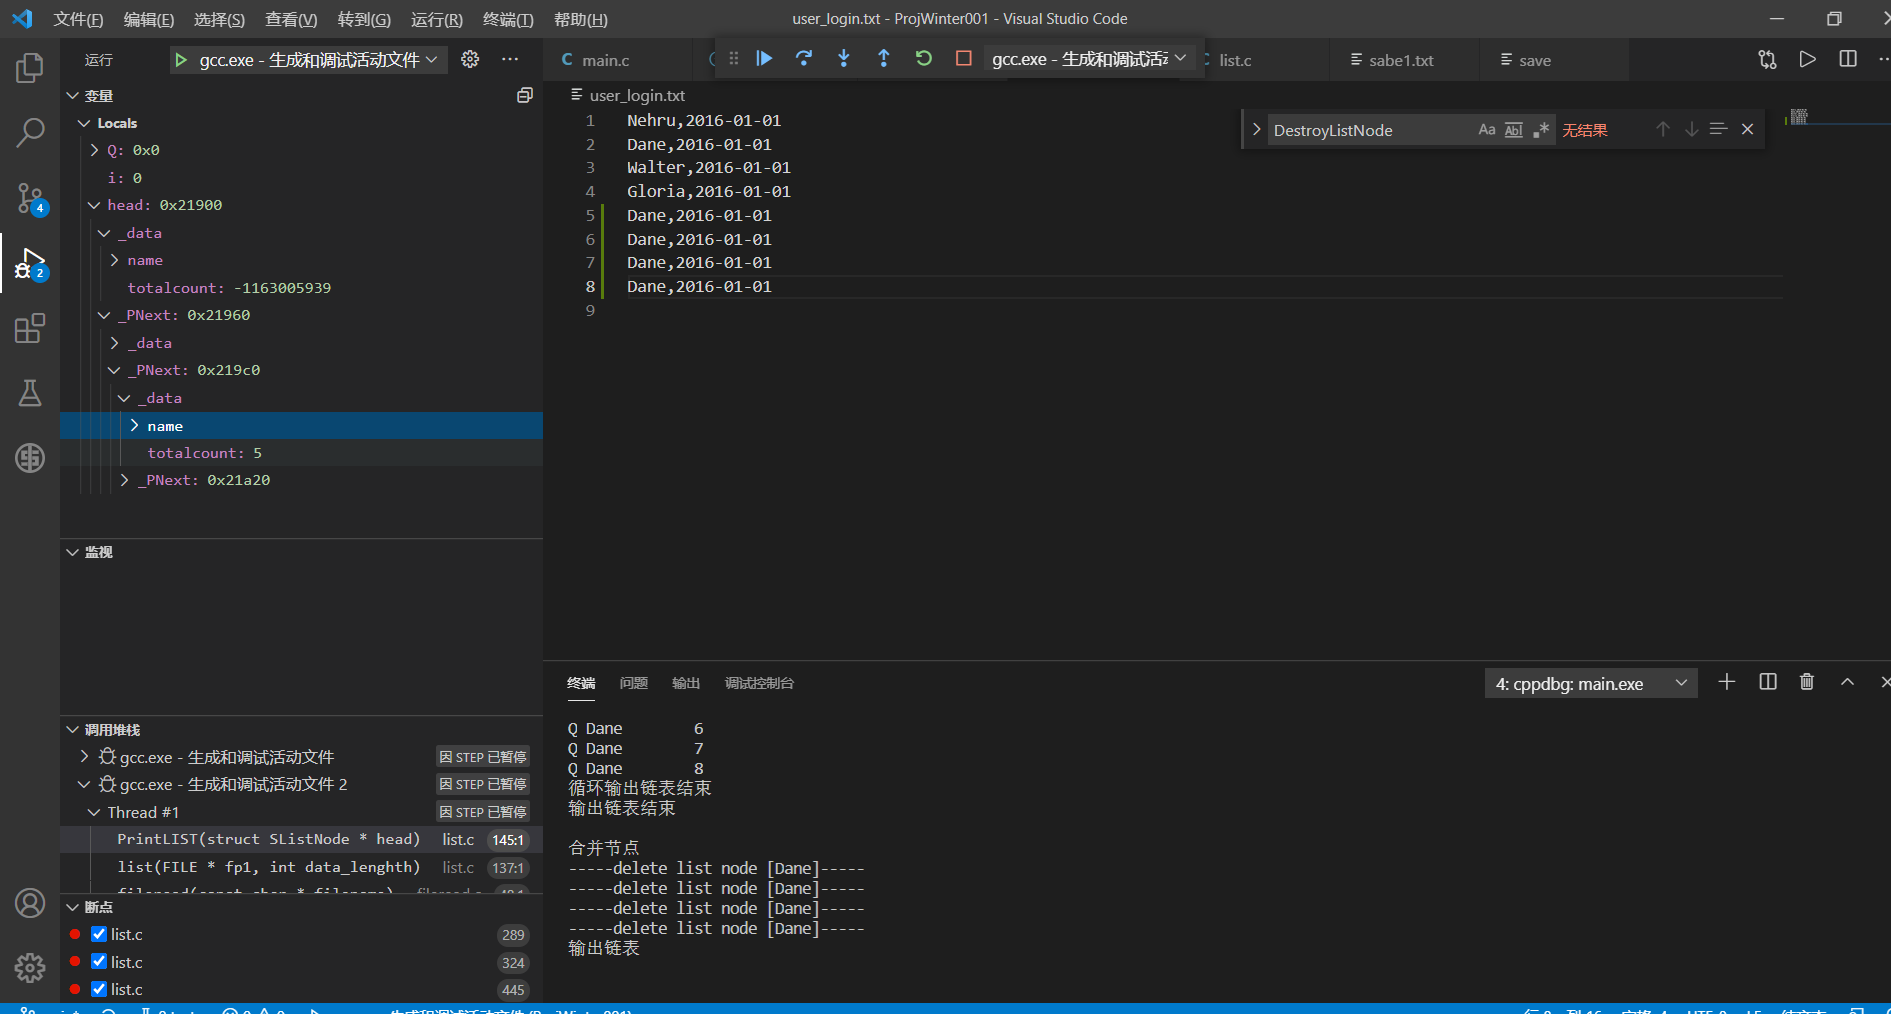 文件(F) 编辑(E) 选择(S) 查看(V) 转到(G) 运行(R) 终端(T) 帮助(H) user_login.txt - ProjWinter001 - Visual Studio Code
运行 gcc.exe - 生成和调试活动文件
main.c gcc.exe - 生成和调试活动 list.c sabe1.txt save
user_login.txt
变量
Locals
Q: 0x0
i: 0
head: 0x21900
_data
name
totalcount: -1163005939
_PNext: 0x21960
_data
_PNext: 0x219c0
_data
name
totalcount: 5
_PNext: 0x21a20
监视
调用堆栈
gcc.exe - 生成和调试活动文件 因 STEP 已暂停
gcc.exe - 生成和调试活动文件 2 因 STEP 已暂停
Thread #1 因 STEP 已暂停
PrintLIST(struct SListNode * head) list.c 145:1
list(FILE * fp1, int data_lenghth) list.c 137:1
断点
list.c 289
list.c 324
list.c 445
4
2
1 Nehru,2016-01-01
2 Dane,2016-01-01
3 Walter,2016-01-01
4 Gloria,2016-01-01
5 Dane,2016-01-01
6 Dane,2016-01-01
7 Dane,2016-01-01
8 Dane,2016-01-01
9
DestroyListNode Aa Abl .* 无结果
终端 问题 输出 调试控制台 4: cppdbg: main.exe
Q Dane 6
Q Dane 7
Q Dane 8
循环输出链表结束
输出链表结束
合并节点
-----delete list node [Dane]-----
-----delete list node [Dane]-----
-----delete list node [Dane]-----
-----delete list node [Dane]-----
输出链表